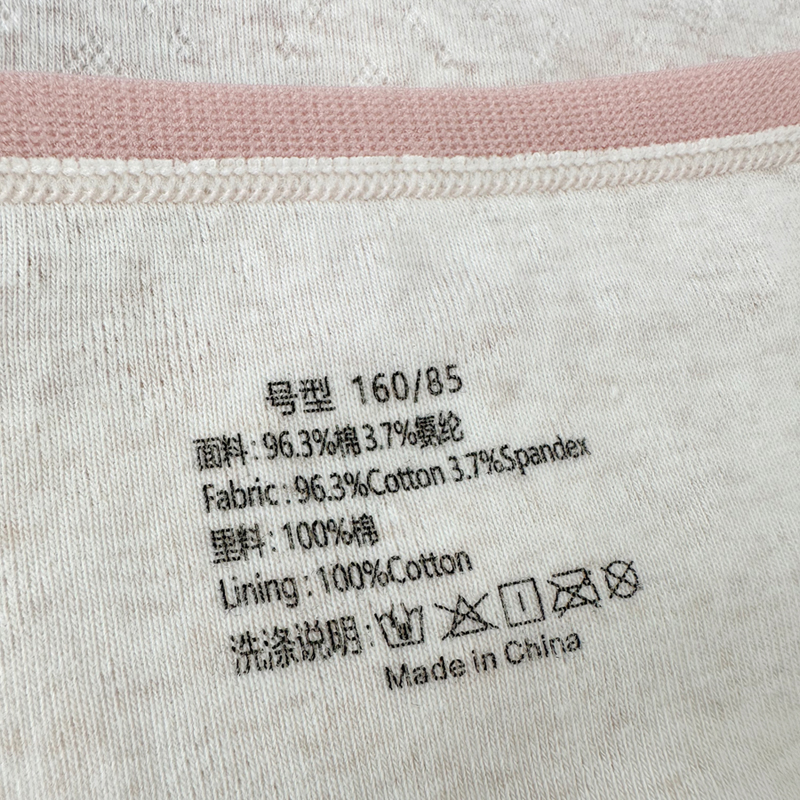 号型 160/85
面料:96.3%棉 3.7%氨纶
Fabric:96.3%Cotton 3.7%Spandex
里料:100%棉
Lining:100%Cotton
洗涤说明:
Made in China